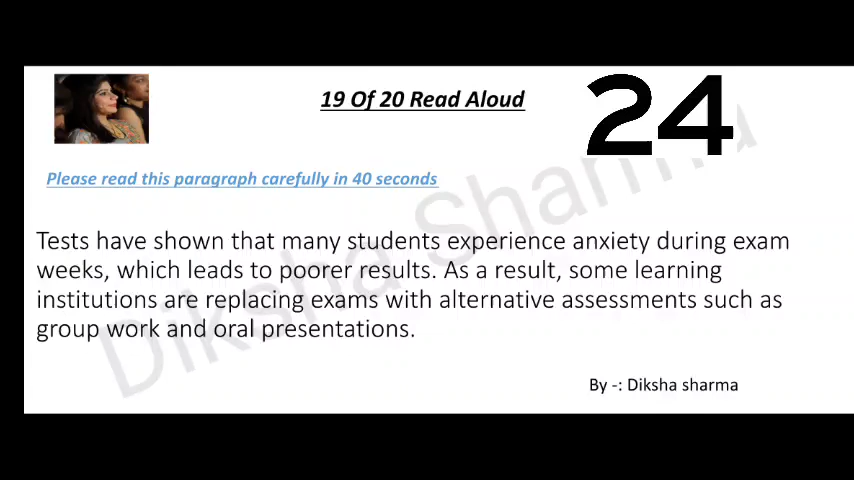 19 Of 20 Read Aloud
24
Please read this paragraph carefully in 40 seconds
Tests have shown that many students experience anxiety during exam
weeks, which leads to poorer results. As a result, some learning
institutions are replacing exams with alternative assessments such as
group work and oral presentations.
Diksha Sharma
By -: Diksha sharma